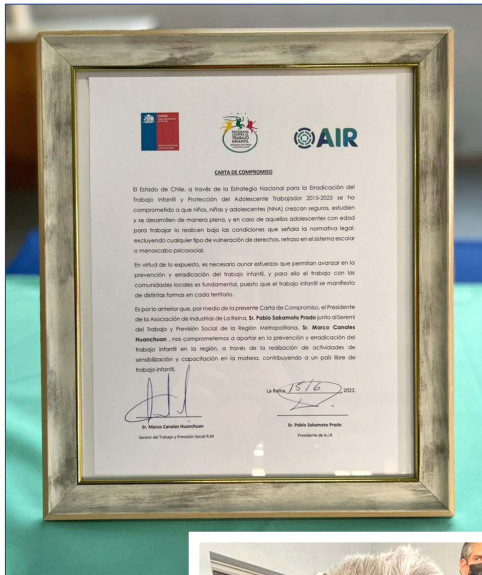 PROGRAMA
CONTRA EL
TRABAJO
INFANTIL
AIR
CARTA DE COMPROMISO
El Estado de Chile, a través de la Estrategia Nacional para la Erradicación del
Trabajo Infantil y Protección del Adolescente Trabajador 2015-2025 se ha
comprometido a que niños, niñas y adolescentes (NNA) crezcan seguros, estudien
y se desarrollen de manera plena, y en caso de aquellos adolescentes con edad
para trabajar lo realicen bajo las condiciones que señala la normativa legal,
excluyendo cualquier tipo de vulneración de derechos, retraso en el sistema escolar
o menoscabo psicosocial.
En virtud de lo expuesto, es necesario aunar esfuerzos que permitan avanzar en la
prevención y erradicación del trabajo infantil, y para ello el trabajo con las
comunidades locales es fundamental, puesto que el trabajo infantil se manifiesta
de distintas formas en cada territorio.
Es por lo anterior que, por medio de la presente Carta de Compromiso, el Presidente
de la Asociación de Industrias de La Reina, Sr. Pablo Sakamoto Prado junto al Seremi
del Trabajo y Previsión Social de la Región Metropolitana, Sr. Marco Canales
Huanchuan , nos comprometemos a aportar en la prevención y erradicación del
trabajo infantil en la región, a través de la realización de actividades de
sensibilización y capacitación en la materia, contribuyendo a un país libre de
trabajo infantil.
La Reina 15/6 2022.
Sr. Marco Canales Huanchuan
Seremi del Trabajo y Previsión Social R.M
Sr. Pablo Sakamoto Prado
Presidente de A.I.R